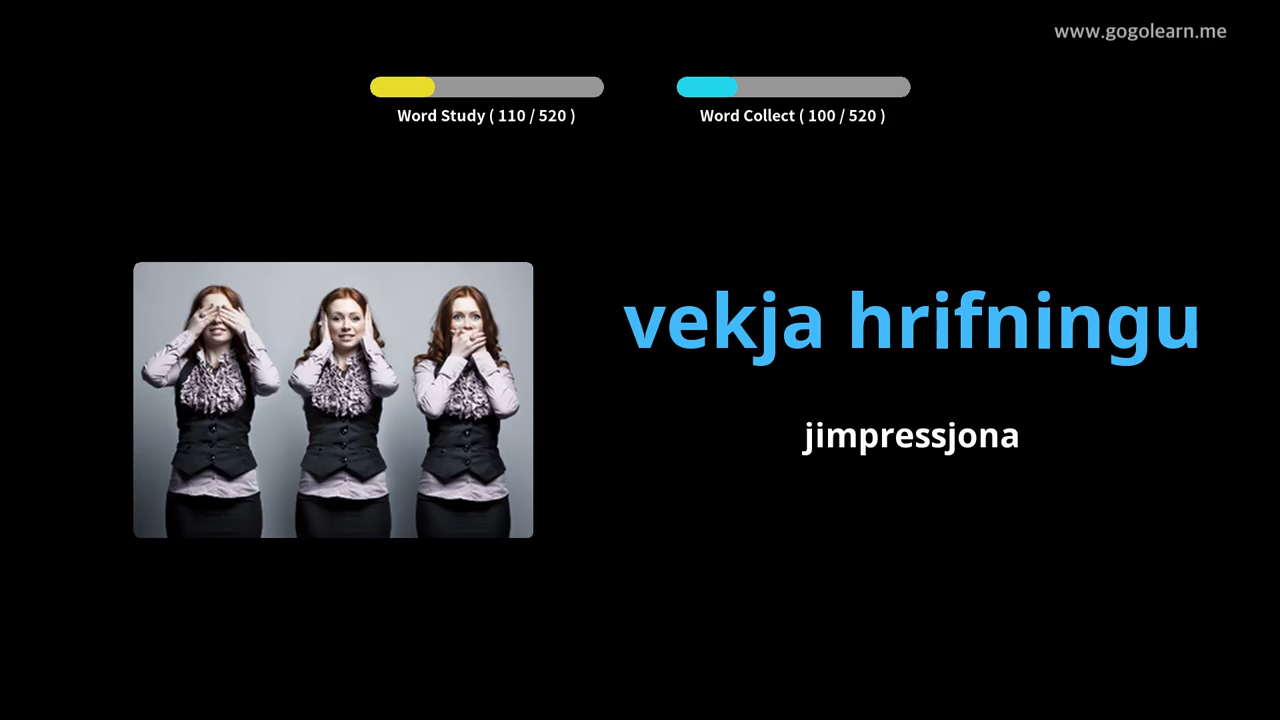 www.gogolearn.me
Word Study ( 110 / 520 )
Word Collect ( 100 / 520 )
vekja hrifningu
jimpressjona